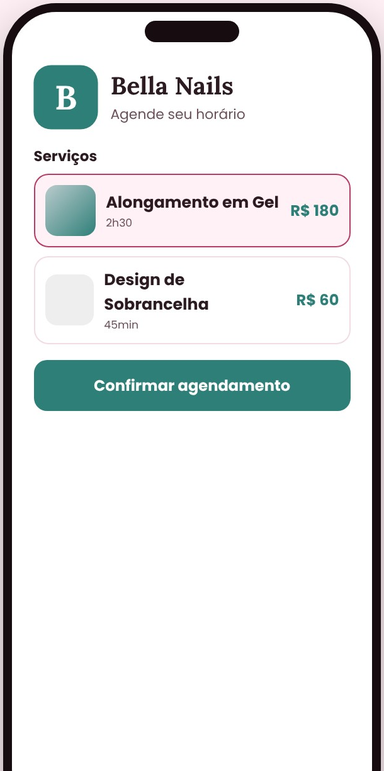 B
Bella Nails
Agende seu horário
Serviços
Alongamento em Gel
2h30
R$ 180
Design de
Sobrancelha
45min
R$ 60
Confirmar agendamento